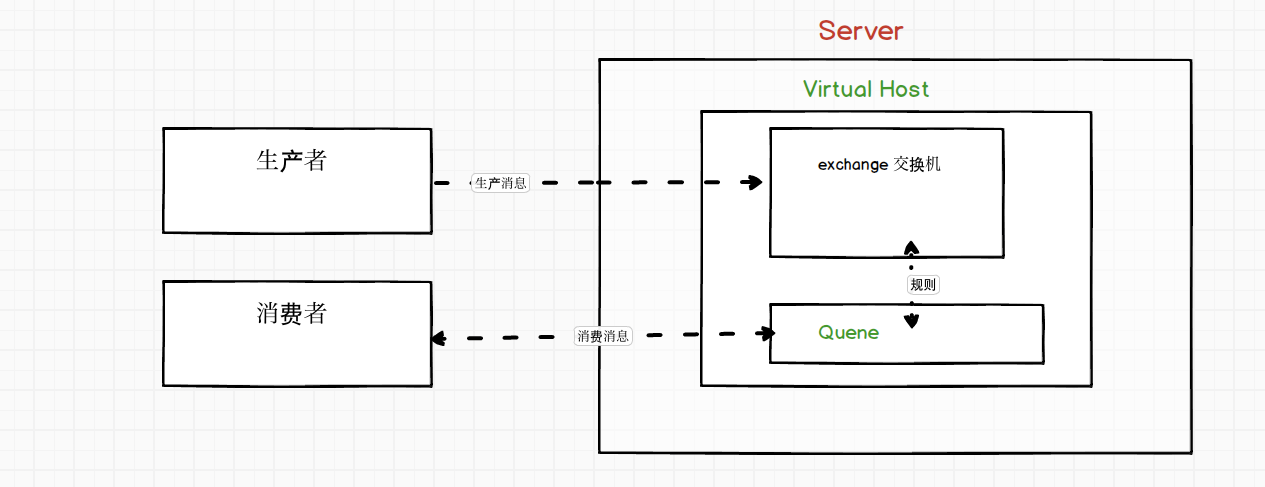 Server
Virtual Host
生产者
生产消息
exchange 交换机
规则
消费者
消费消息
Quene